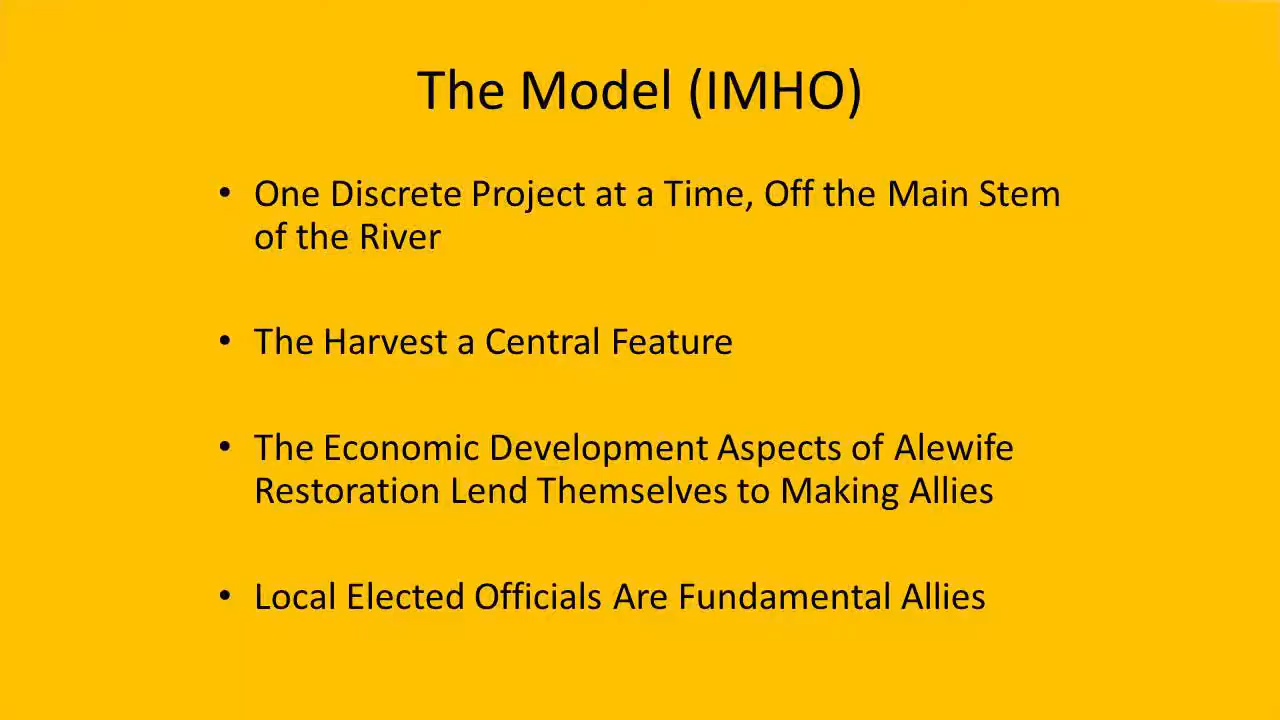 The Model (IMHO)
• One Discrete Project at a Time, Off the Main Stem
of the River
• The Harvest a Central Feature
• The Economic Development Aspects of Alewife
Restoration Lend Themselves to Making Allies
• Local Elected Officials Are Fundamental Allies